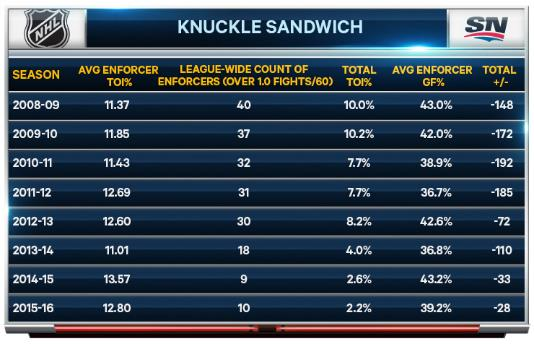 NHL
KNUCKLE SANDWICH
SN
SEASON AVG ENFORCER TOI% LEAGUE-WIDE COUNT OF ENFORCERS (OVER 1.0 FIGHTS/60) TOTAL TOI% AVG ENFORCER GF% TOTAL +/-
2008-09 11.37 40 10.0% 43.0% -148
2009-10 11.85 37 10.2% 42.0% -172
2010-11 11.43 32 7.7% 38.9% -192
2011-12 12.69 31 7.7% 36.7% -185
2012-13 12.60 30 8.2% 42.6% -72
2013-14 11.01 18 4.0% 36.8% -110
2014-15 13.57 9 2.6% 43.2% -33
2015-16 12.80 10 2.2% 39.2% -28